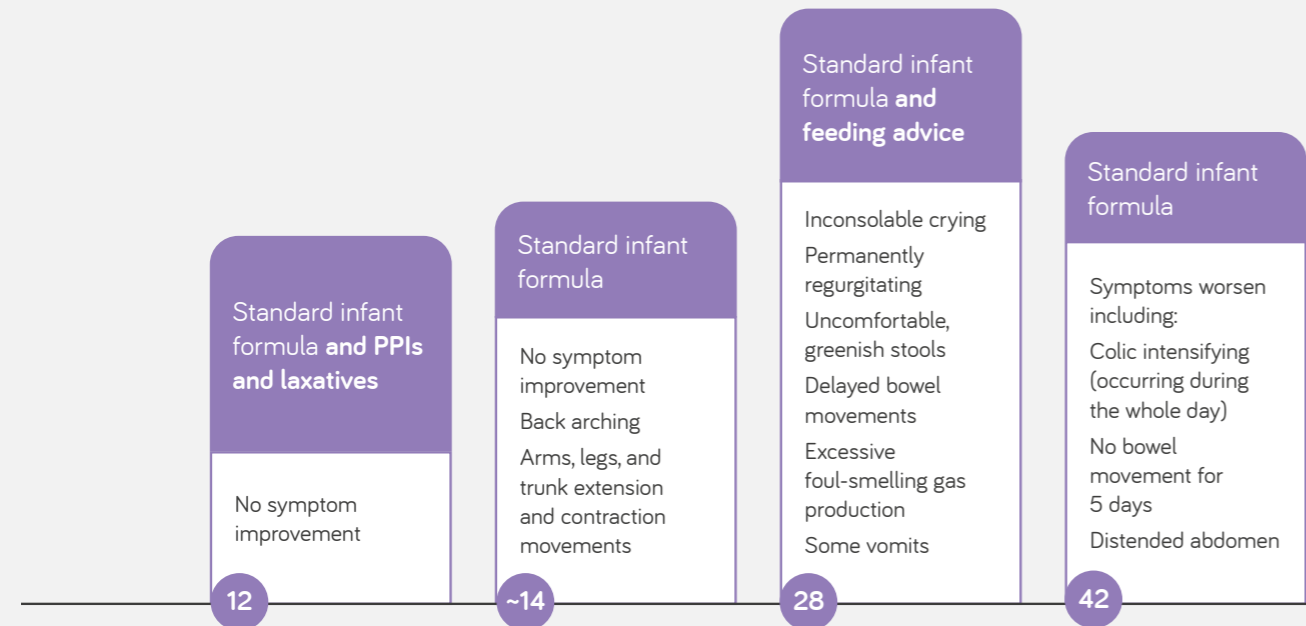 Standard infant
formula and PPIs
and laxatives
No symptom
improvement
12
Standard infant
formula
No symptom
improvement
Back arching
Arms, legs, and
trunk extension
and contraction
movements
~14
Standard infant
formula and
feeding advice
Inconsolable crying
Permanently
regurgitating
Uncomfortable,
greenish stools
Delayed bowel
movements
Excessive
foul-smelling gas
production
Some vomits
28
Standard infant
formula
Symptoms worsen
including:
Colic intensifying
(occurring during
the whole day)
No bowel
movement for
5 days
Distended abdomen
42